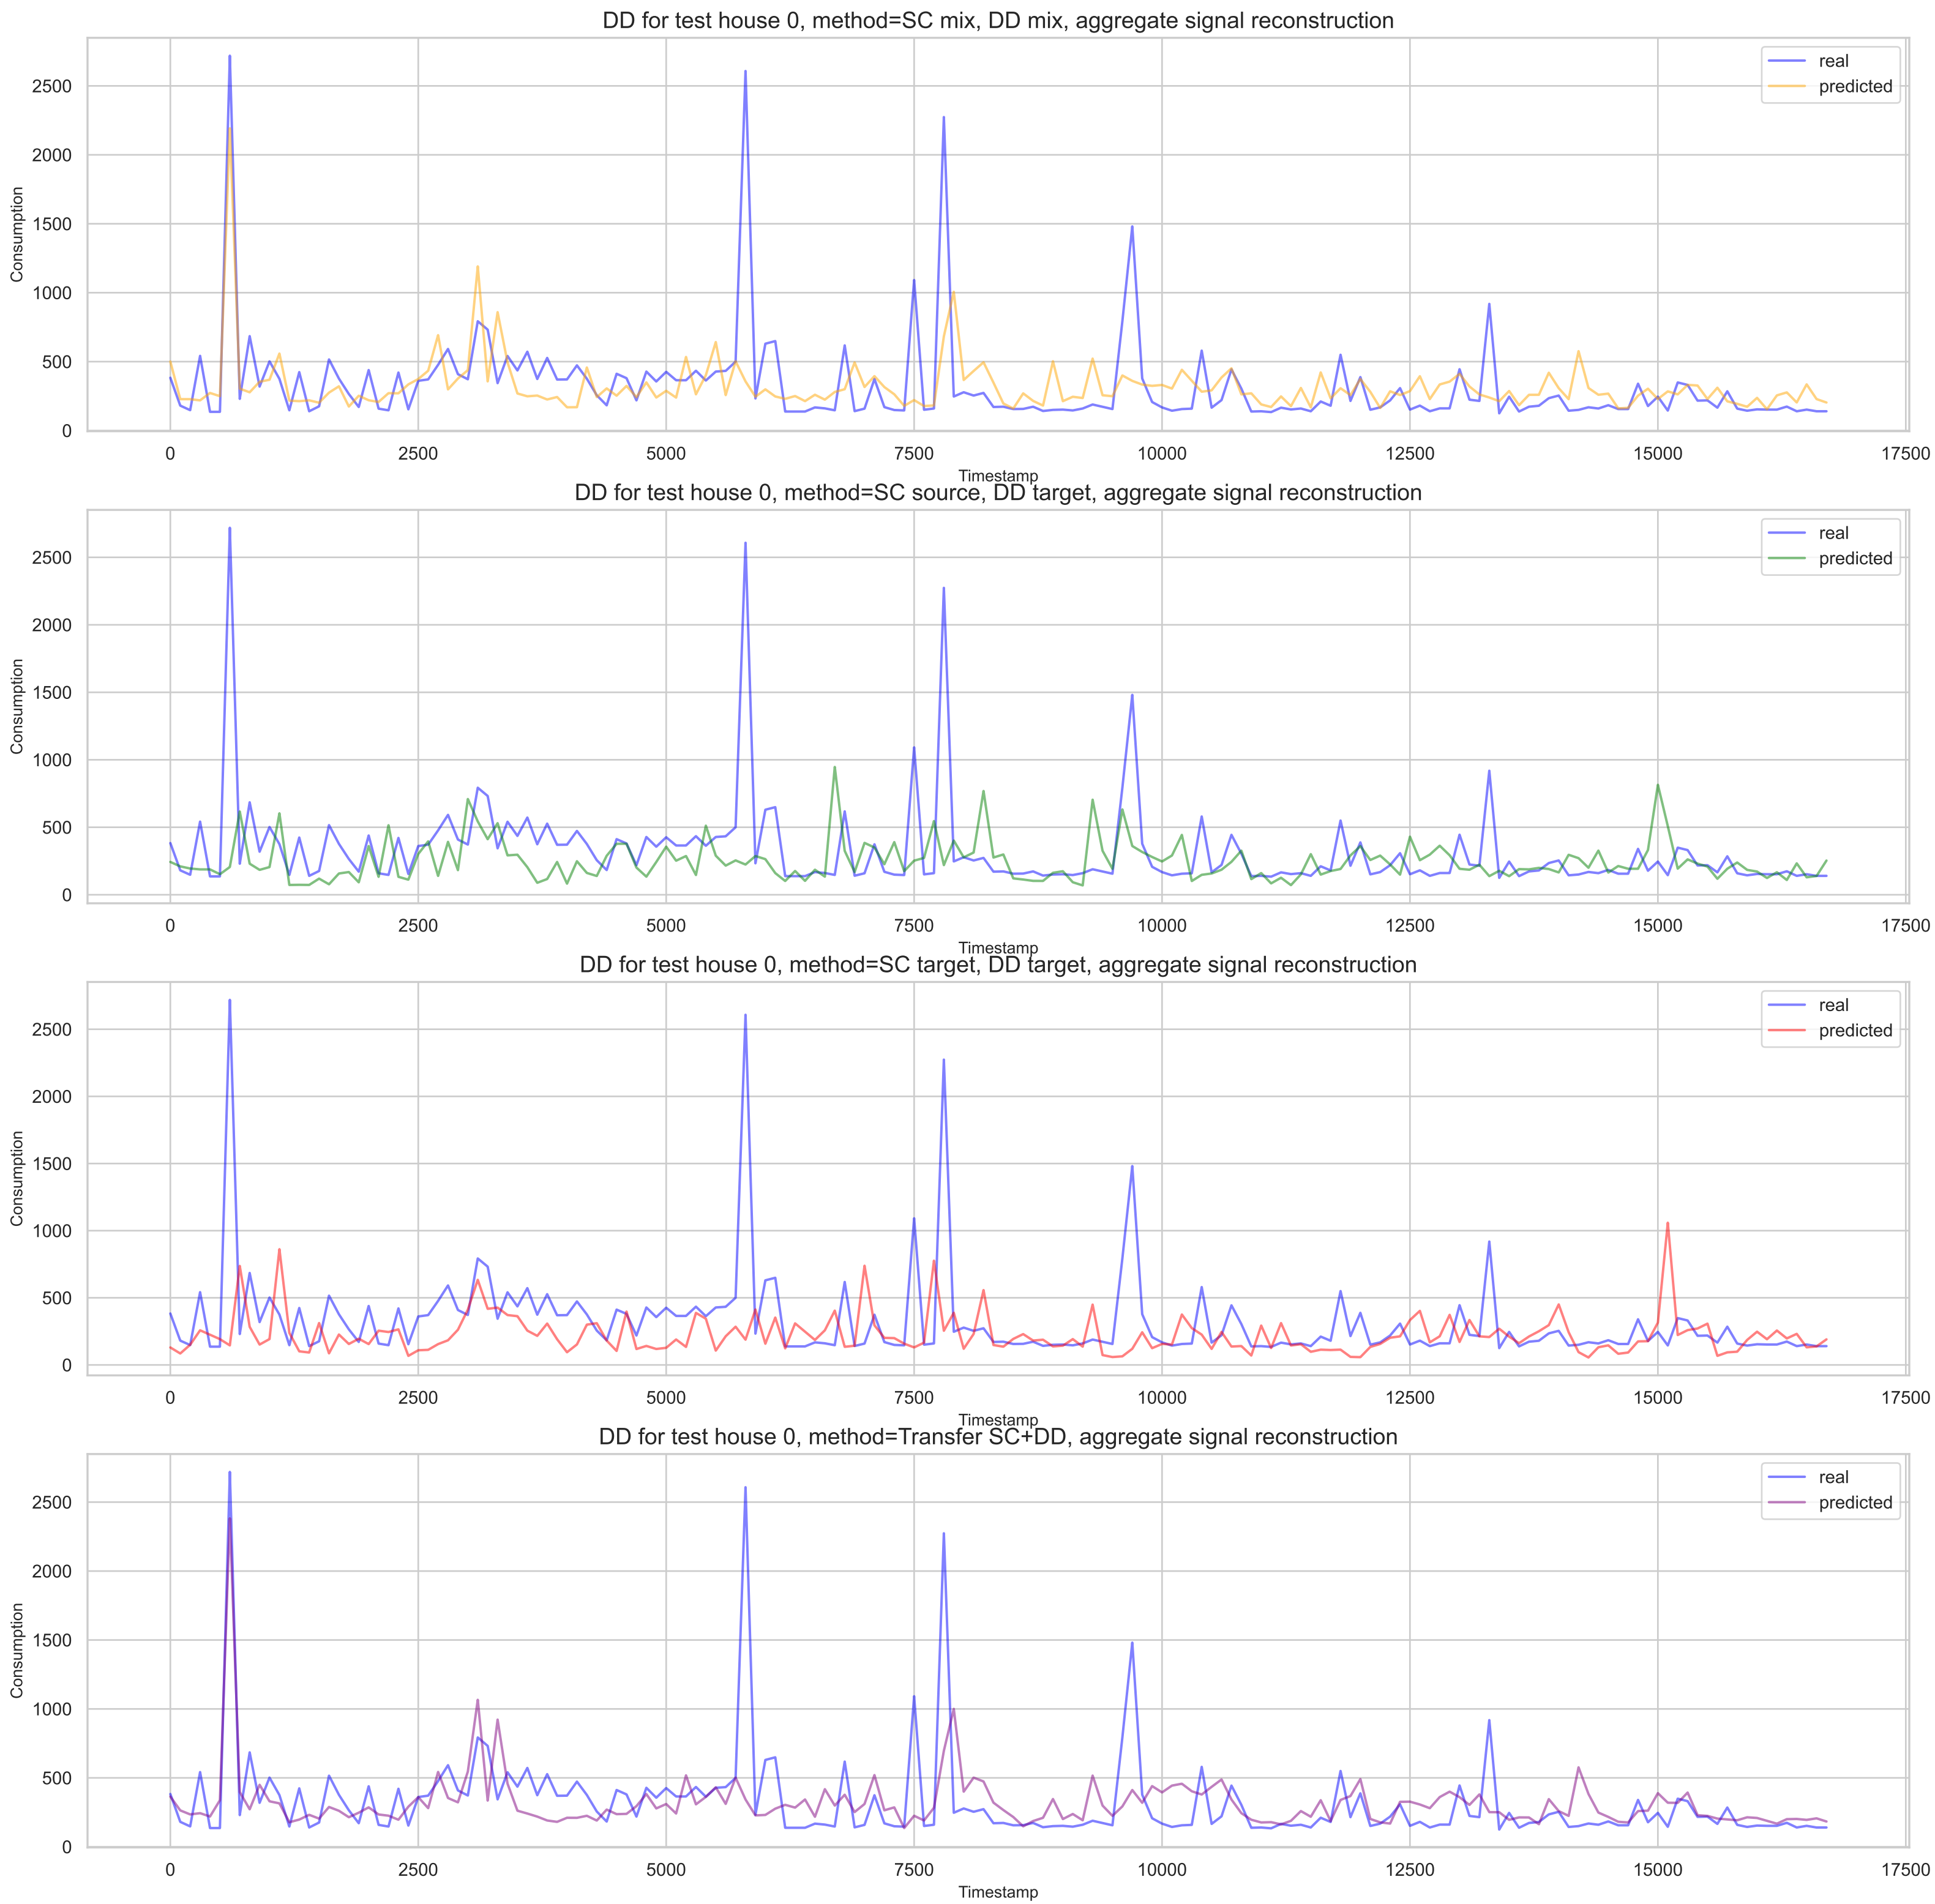 DD for test house 0, method=SC mix, DD mix, aggregate signal reconstruction
real
predicted
Consumption
2500
2000
1500
1000
500
0
0 2500 5000 7500 10000 12500 15000 17500
Timestamp
DD for test house 0, method=SC source, DD target, aggregate signal reconstruction
real
predicted
Consumption
2500
2000
1500
1000
500
0
0 2500 5000 7500 10000 12500 15000 17500
Timestamp
DD for test house 0, method=SC target, DD target, aggregate signal reconstruction
real
predicted
Consumption
2500
2000
1500
1000
500
0
0 2500 5000 7500 10000 12500 15000 17500
Timestamp
DD for test house 0, method=Transfer SC+DD, aggregate signal reconstruction
real
predicted
Consumption
2500
2000
1500
1000
500
0
0 2500 5000 7500 10000 12500 15000 17500
Timestamp